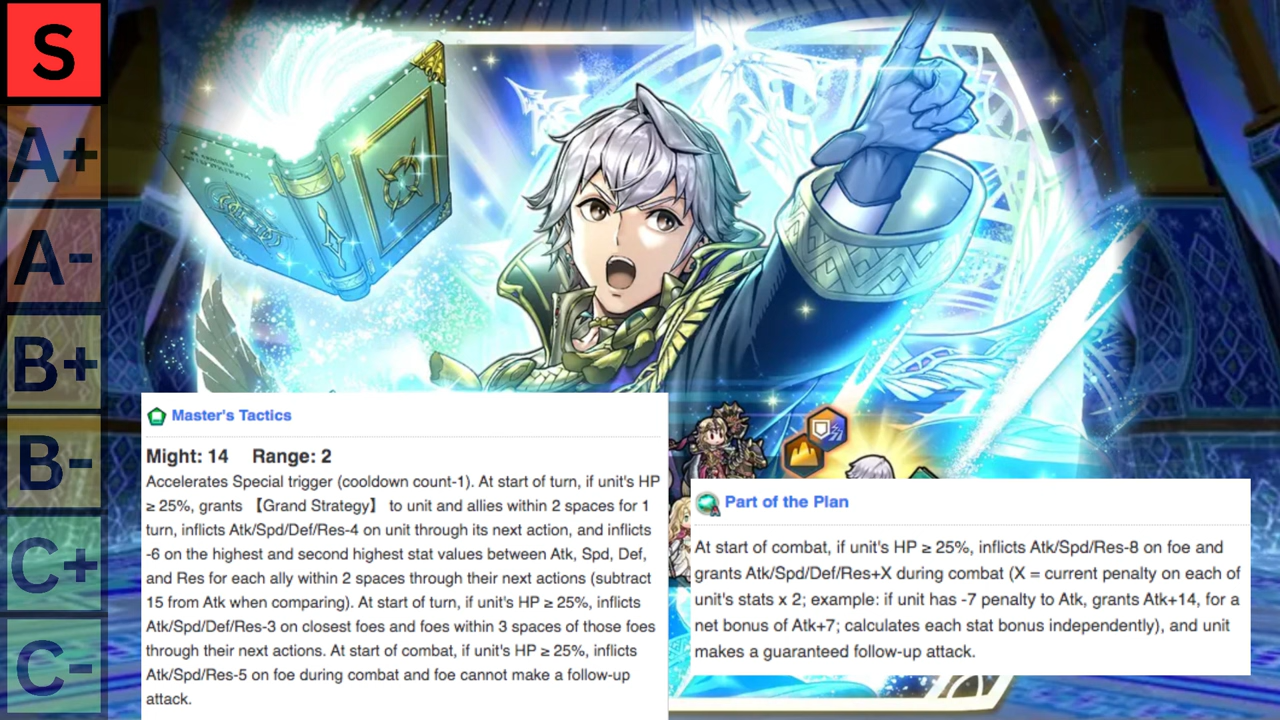 S
A+
A-
B+
B-
C+
C-
Master's Tactics
Might: 14 Range: 2
Accelerates Special trigger (cooldown count-1). At start of turn, if unit's HP
≥ 25%, grants 【Grand Strategy】 to unit and allies within 2 spaces for 1
turn, inflicts Atk/Spd/Def/Res-4 on unit through its next action, and inflicts
-6 on the highest and second highest stat values between Atk, Spd, Def,
and Res for each ally within 2 spaces through their next actions (subtract
15 from Atk when comparing). At start of turn, if unit's HP ≥ 25%, inflicts
Atk/Spd/Def/Res-3 on closest foes and foes within 3 spaces of those foes
through their next actions. At start of combat, if unit's HP ≥ 25%, inflicts
Atk/Spd/Res-5 on foe during combat and foe cannot make a follow-up
attack.
Part of the Plan
At start of combat, if unit's HP ≥ 25%, inflicts Atk/Spd/Res-8 on foe and
grants Atk/Spd/Def/Res+X during combat (X = current penalty on each of
unit's stats x 2; example: if unit has -7 penalty to Atk, grants Atk+14, for a
net bonus of Atk+7; calculates each stat bonus independently), and unit
makes a guaranteed follow-up attack.